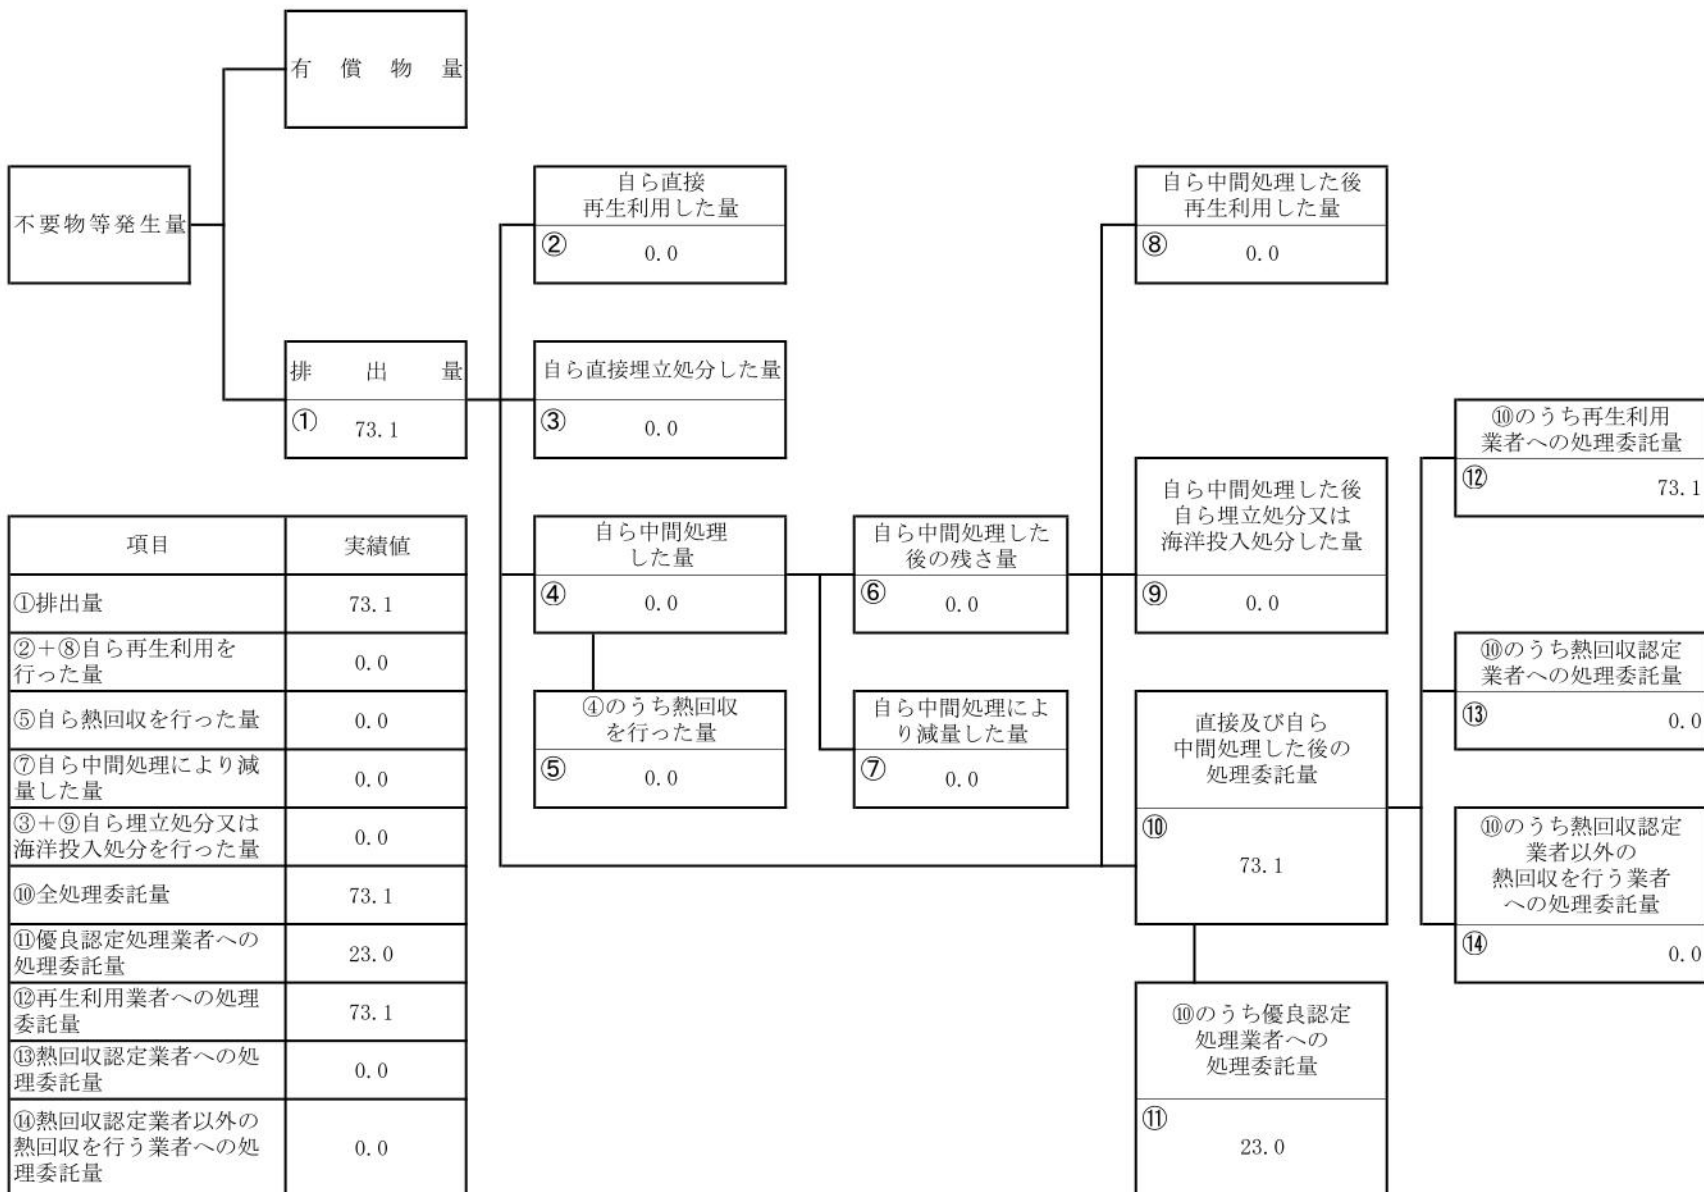 有償物量
不要物等発生量
排出量
① 73.1
自ら直接
再生利用した量
② 0.0
自ら直接埋立処分した量
③ 0.0
自ら中間処理
した量
④ 0.0
④のうち熱回収
を行った量
⑤ 0.0
自ら中間処理した
後の残さ量
⑥ 0.0
自ら中間処理によ
り減量した量
⑦ 0.0
自ら中間処理した後
再生利用した量
⑧ 0.0
自ら中間処理した後
自ら埋立処分又は
海洋投入処分した量
⑨ 0.0
直接及び自ら
中間処理した後の
処理委託量
⑩
73.1
⑩のうち優良認定
処理業者への
処理委託量
⑪
23.0
⑩のうち再生利用
業者への処理委託量
⑫ 73.1
⑩のうち熱回収認定
業者への処理委託量
⑬ 0.0
⑩のうち熱回収認定
業者以外の
熱回収を行う業者
への処理委託量
⑭ 0.0
項目 実績値
①排出量 73.1
②＋⑧自ら再生利用を
行った量 0.0
⑤自ら熱回収を行った量 0.0
⑦自ら中間処理により減
量した量 0.0
③＋⑨自ら埋立処分又は
海洋投入処分を行った量 0.0
⑩全処理委託量 73.1
⑪優良認定処理業者への
処理委託量 23.0
⑫再生利用業者への処理
委託量 73.1
⑬熱回収認定業者への処
理委託量 0.0
⑭熱回収認定業者以外の
熱回収を行う業者への処
理委託量 0.0